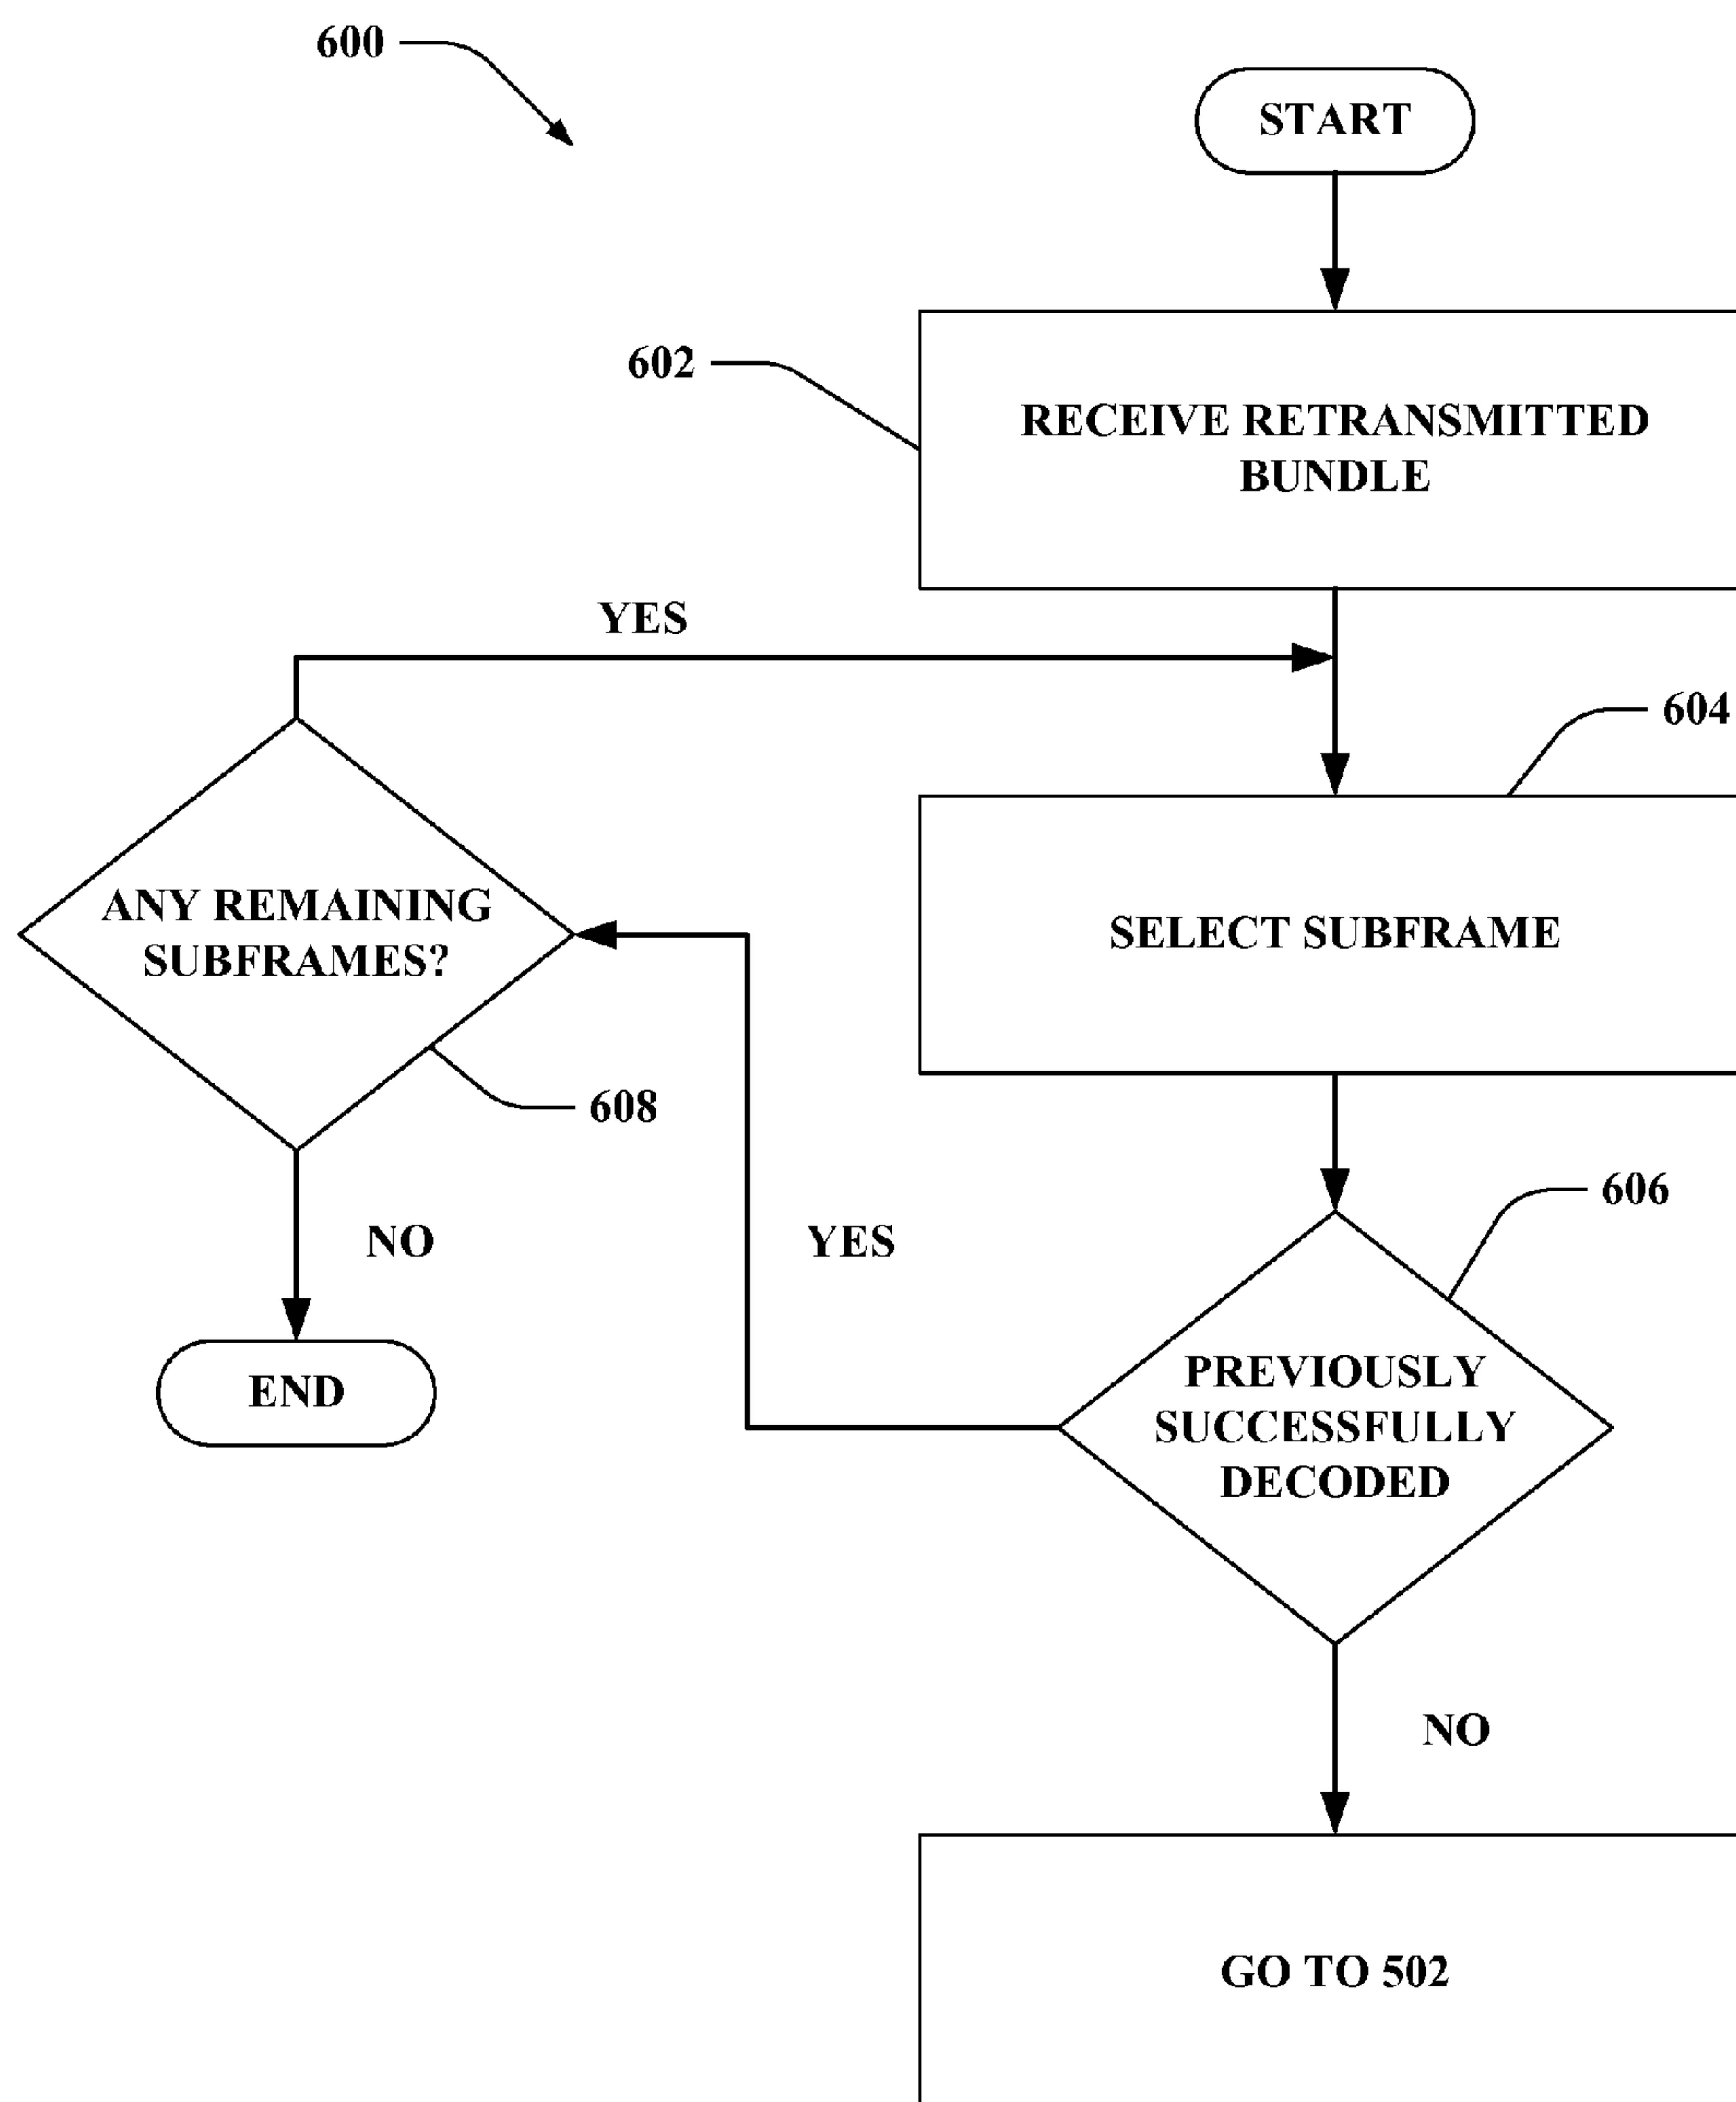 600
START
602
RECEIVE RETRANSMITTED
BUNDLE
YES
604
ANY REMAINING
SUBFRAMES?
SELECT SUBFRAME
608
606
NO
YES
PREVIOUSLY
SUCCESSFULLY
DECODED
END
NO
GO TO 502